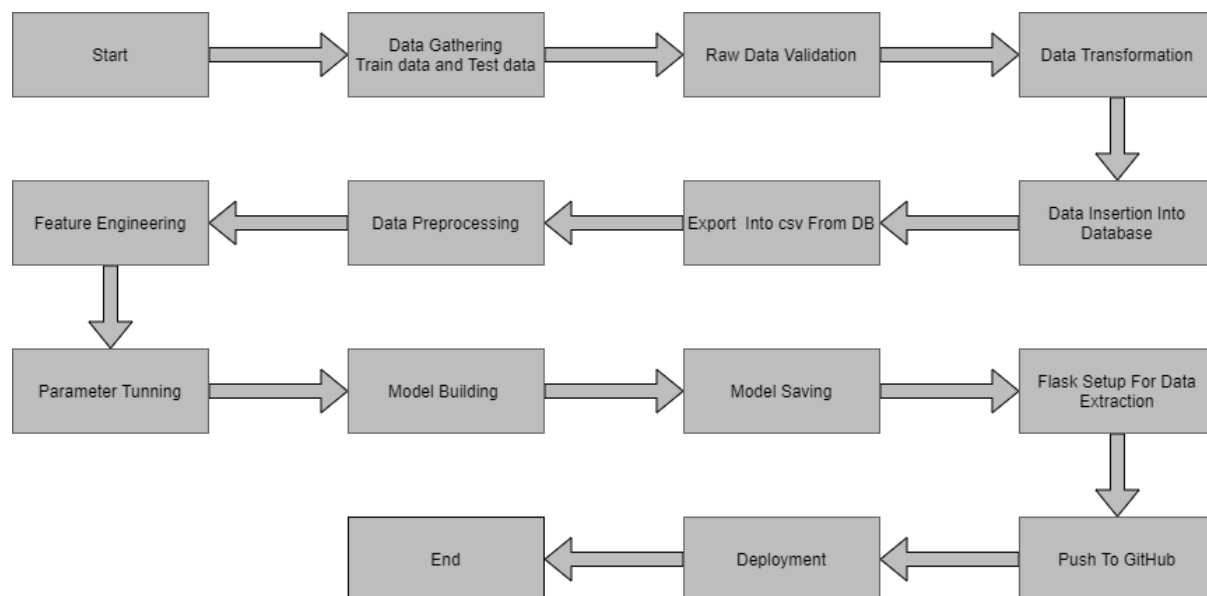 Start
Data Gathering
Train data and Test data
Raw Data Validation
Data Transformation
Data Insertion Into
Database
Export Into csv From DB
Data Preprocessing
Feature Engineering
Parameter Tunning
Model Building
Model Saving
Flask Setup For Data
Extraction
Push To GitHub
Deployment
End